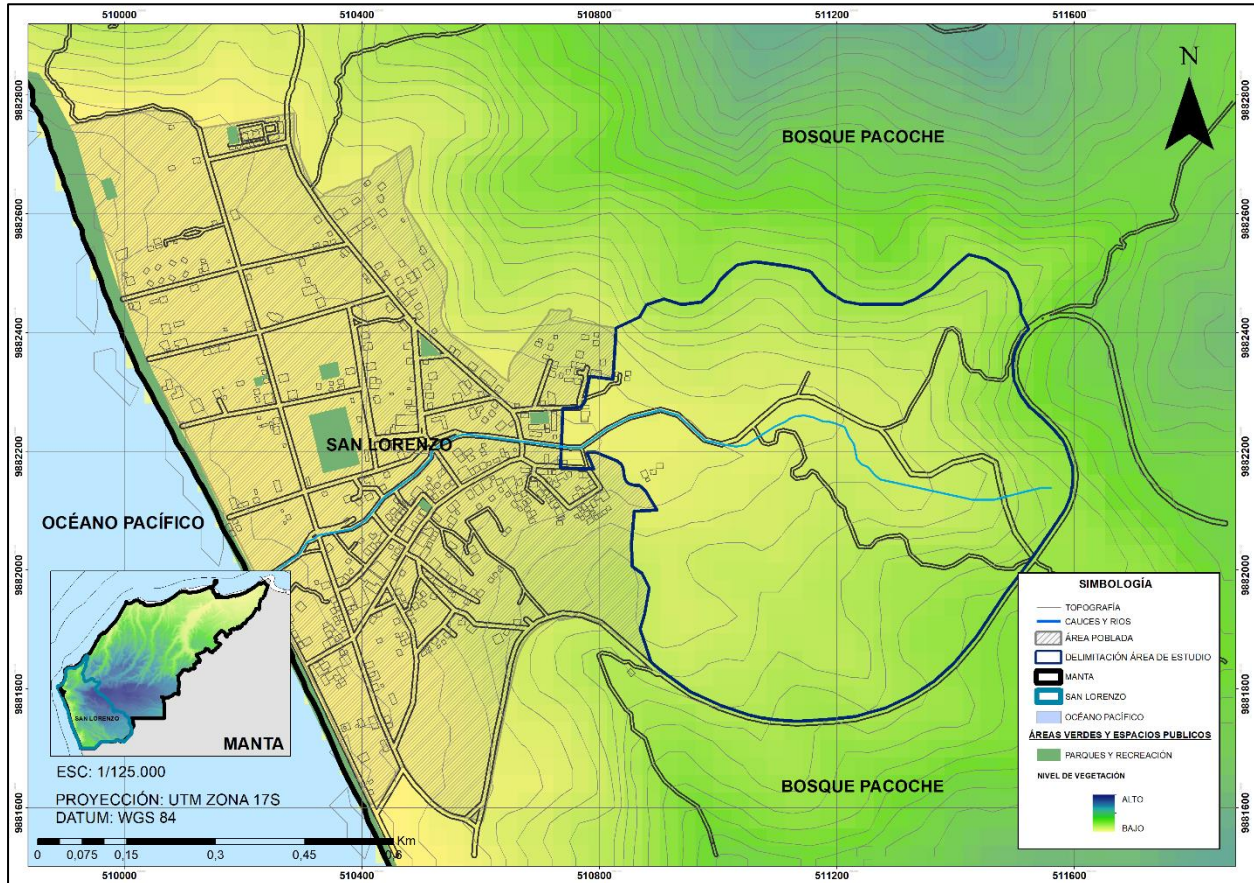 510000 510400 510800 511200 511600
N
9882800
9882800
BOSQUE PACOCHE
9882600
9882600
9882400
9882400
SAN LORENZO
9882200
9882200
OCÉANO PACÍFICO
9882000
9882000
SIMBOLOGÍA
TOPOGRAFÍA
CAUCES Y RIOS
ÁREA POBLADA
DELIMITACIÓN ÁREA DE ESTUDIO
MANTA
SAN LORENZO
OCÉANO PACÍFICO
ÁREAS VERDES Y ESPACIOS PUBLICOS
PARQUES Y RECREACIÓN
NIVEL DE VEGETACIÓN
ALTO
BAJO
9881800
SAN LORENZO
MANTA
ESC: 1/125.000
PROYECCIÓN: UTM ZONA 17S
DATUM: WGS 84
Km
0 0,075 0,15 0,3 0,45 0,6
BOSQUE PACOCHE
9881600
9881600
510000 510400 510800 511200 511600